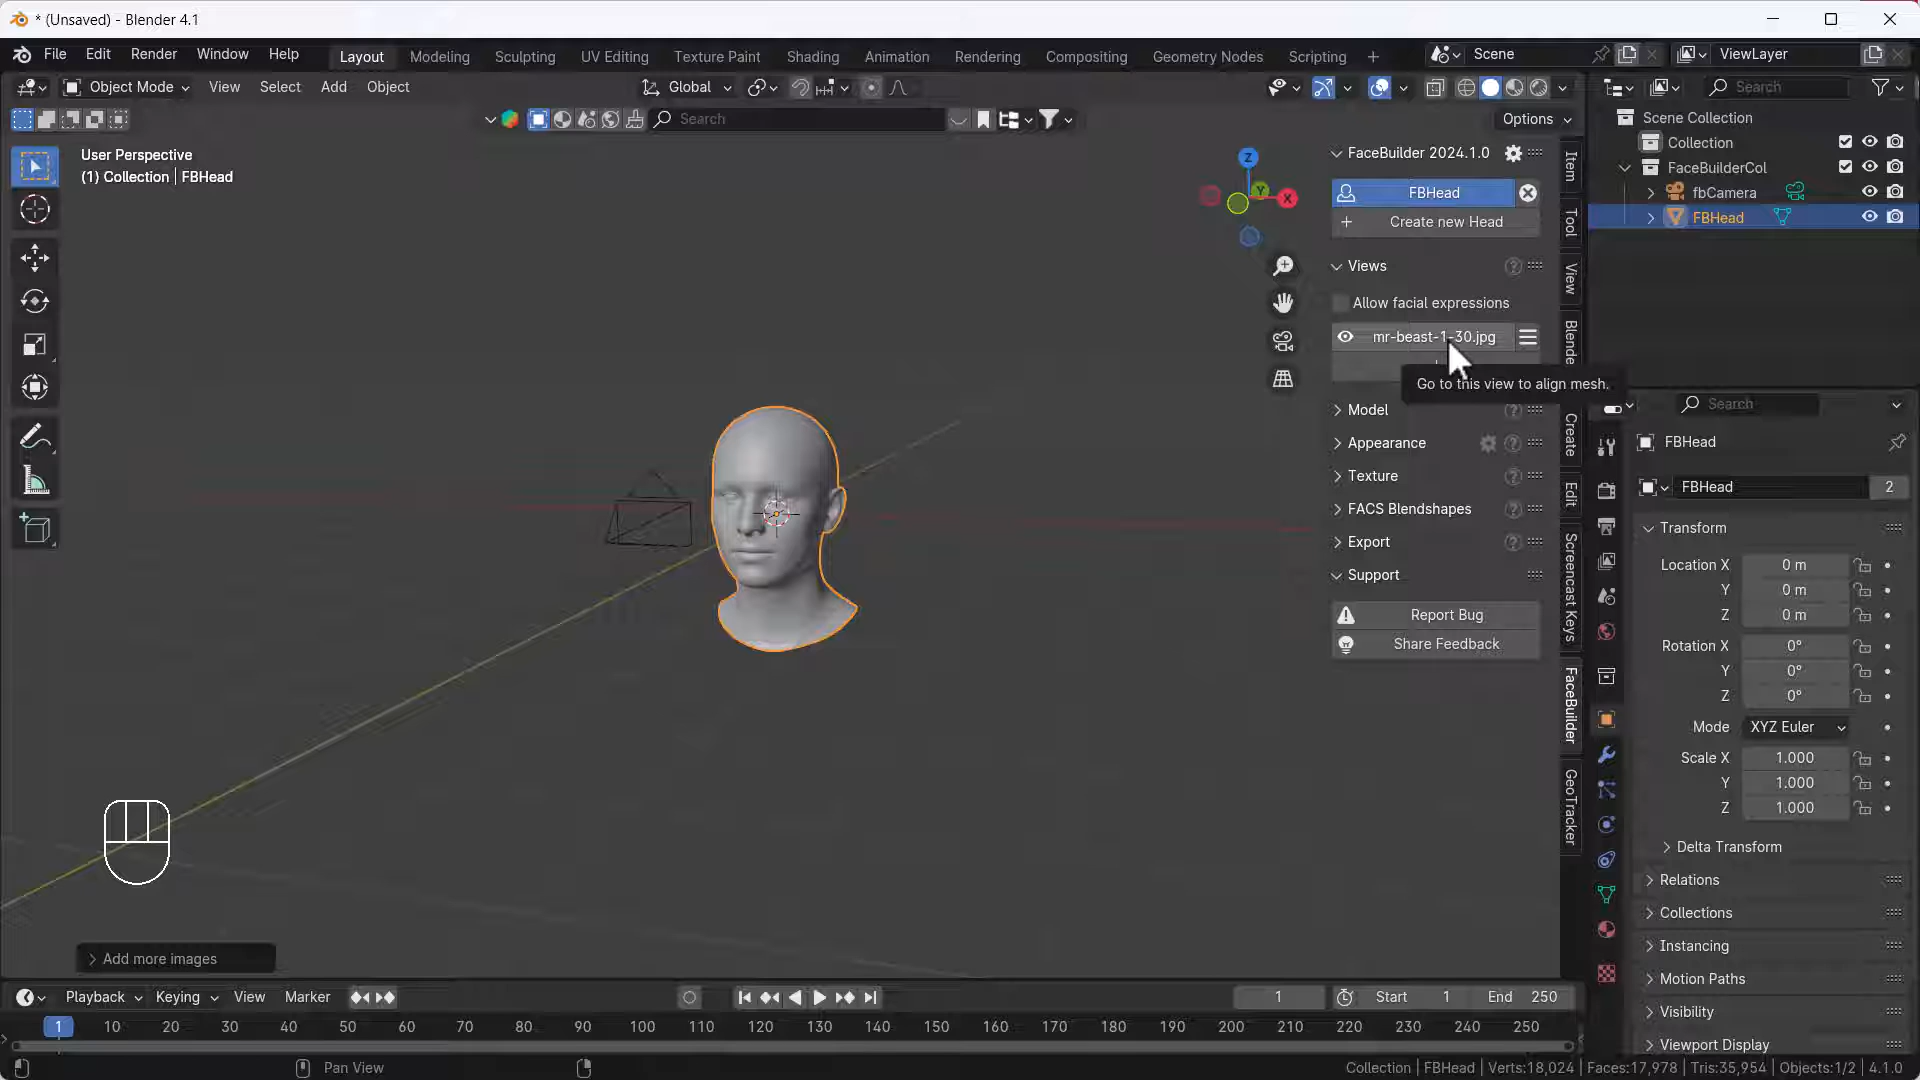 * (Unsaved) - Blender 4.1
File Edit Render Window Help
Layout Modeling Sculpting UV Editing Texture Paint Shading Animation Rendering Compositing Geometry Nodes Scripting +
Scene
ViewLayer
Object Mode View Select Add Object
Global
Search
Search
Options
User Perspective
(1) Collection | FBHead
Z
Y
X
FaceBuilder 2024.1.0
FBHead
+ Create new Head
Views
Allow facial expressions
mr-beast-1-30.jpg
Go to this view to align mesh.
Model
Appearance
Texture
FACS Blendshapes
Export
Support
Report Bug
Share Feedback
Item
Tool
View
Blende
Create
Edit
Screencast Keys
FaceBuilder
GeoTracker
Scene Collection
Collection
FaceBuilderCol
fbCamera
FBHead
Search
FBHead
FBHead 2
Transform
Location X 0 m
Y 0 m
Z 0 m
Rotation X 0°
Y 0°
Z 0°
Mode XYZ Euler
Scale X 1.000
Y 1.000
Z 1.000
Delta Transform
Relations
Collections
Instancing
Motion Paths
Visibility
Viewport Display
Add more images
Playback Keying View Marker
1
Start 1
End 250
1 10 20 30 40 50 60 70 80 90 100 110 120 130 140 150 160 170 180 190 200 210 220 230 240 250
Pan View
Collection | FBHead | Verts:18,024 | Faces:17,978 | Tris:35,954 | Objects:1/2 | 4.1.0